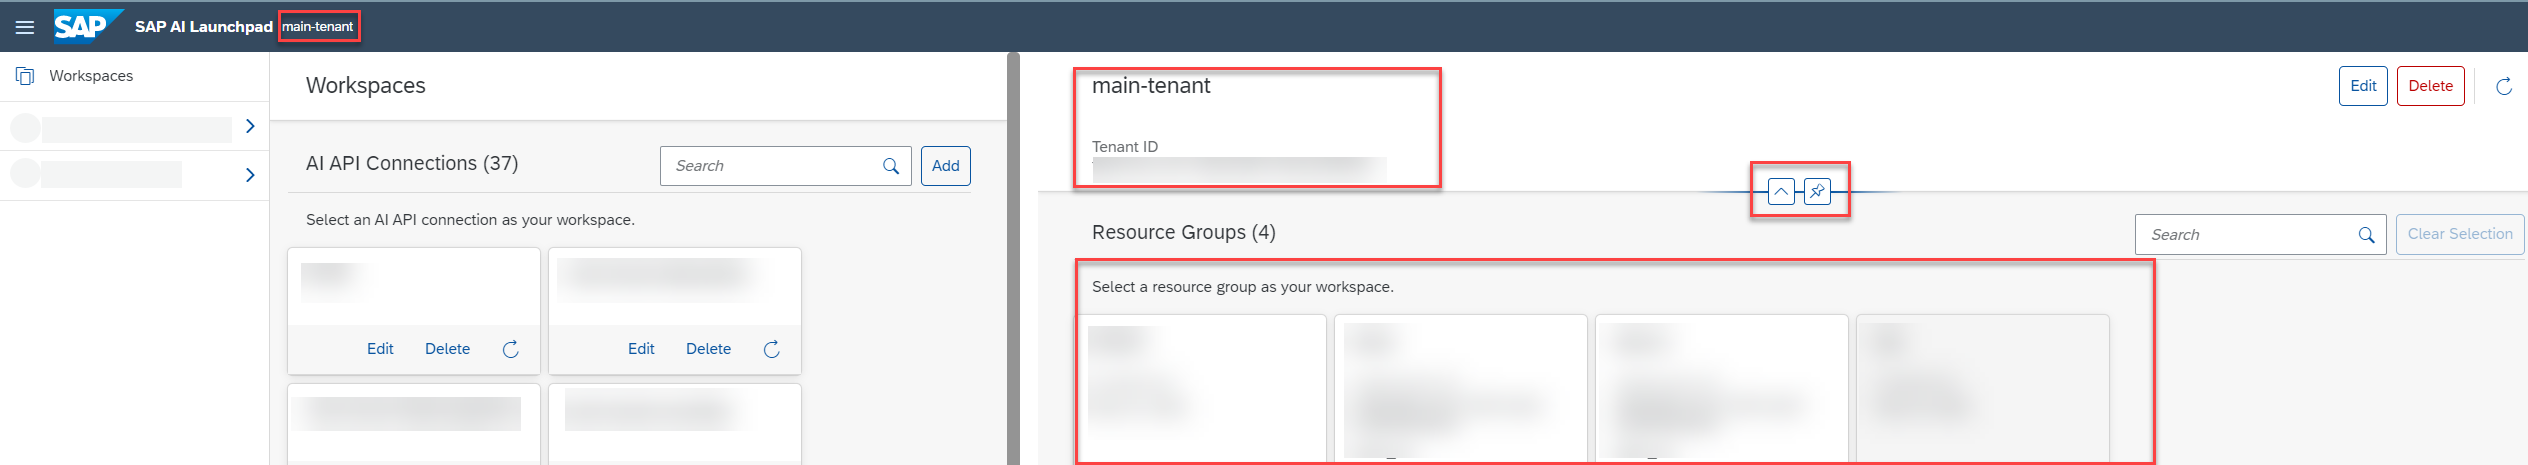 SAP SAP AI Launchpad main-tenant
Workspaces
Workspaces
AI API Connections (37)
Search
Add
Select an AI API connection as your workspace.
Edit Delete
Edit Delete
main-tenant
Edit
Delete
Tenant ID
Resource Groups (4)
Search
Clear Selection
Select a resource group as your workspace.